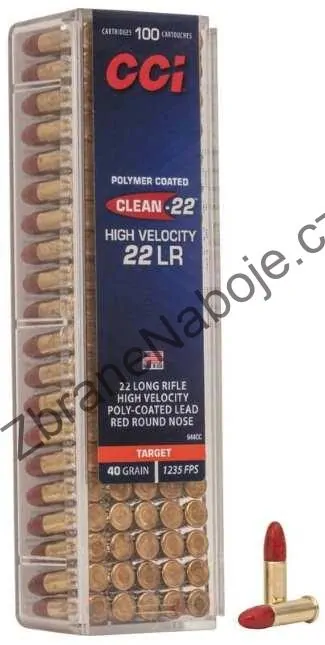 CARTRIDGES 100 CARTOUCHES
CCI
POLYMER COATED
CLEAN-22
HIGH VELOCITY
22 LR
22 LONG RIFLE
HIGH VELOCITY
POLY-COATED LEAD
RED ROUND NOSE
944CC
TARGET
40 GRAIN 1235 FPS
ZbraneNaboje.cz